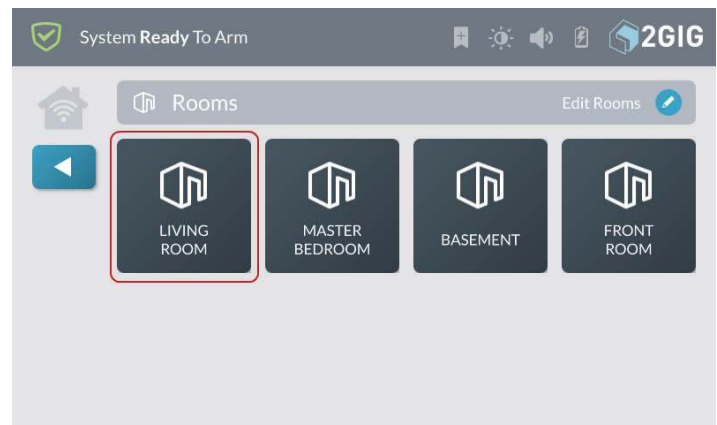 System Ready To Arm
2GIG
Rooms
Edit Rooms
LIVING
ROOM
MASTER
BEDROOM
BASEMENT
FRONT
ROOM